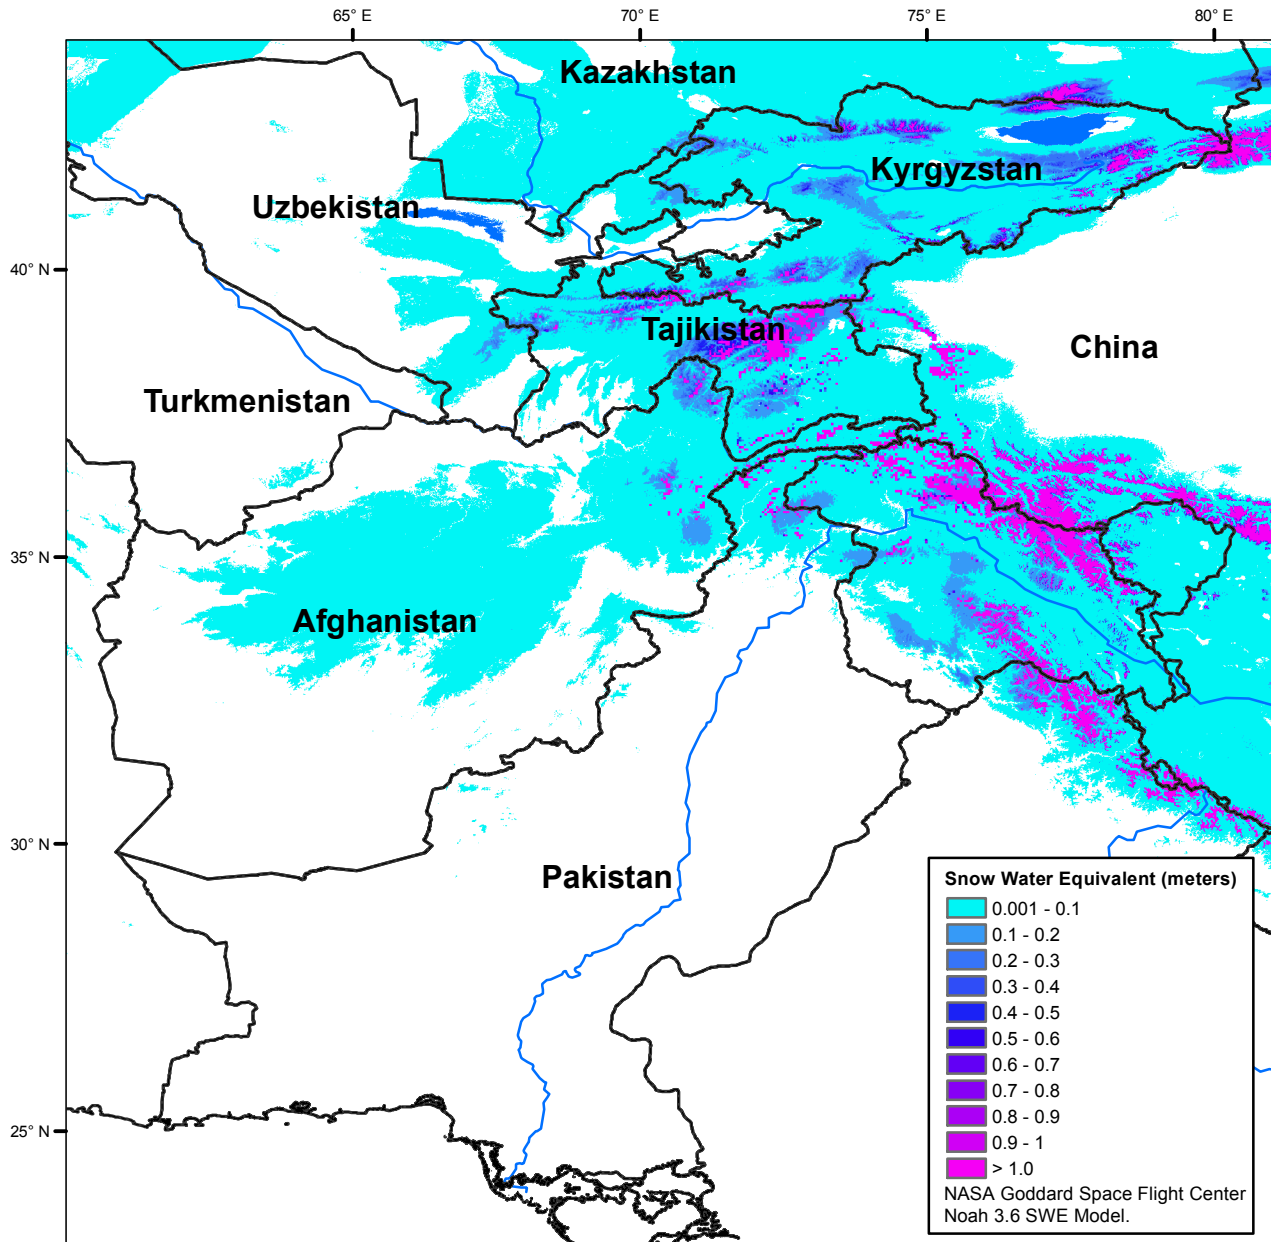 65° E
70° E
75° E
80° E
Kazakhstan
Kyrgyzstan
Uzbekistan
40° N
Tajikistan
China
Turkmenistan
35° N
Afghanistan
30° N
Pakistan
25° N
Snow Water Equivalent (meters)
0.001 - 0.1
0.1 - 0.2
0.2 - 0.3
0.3 - 0.4
0.4 - 0.5
0.5 - 0.6
0.6 - 0.7
0.7 - 0.8
0.8 - 0.9
0.9 - 1
> 1.0
NASA Goddard Space Flight Center
Noah 3.6 SWE Model.